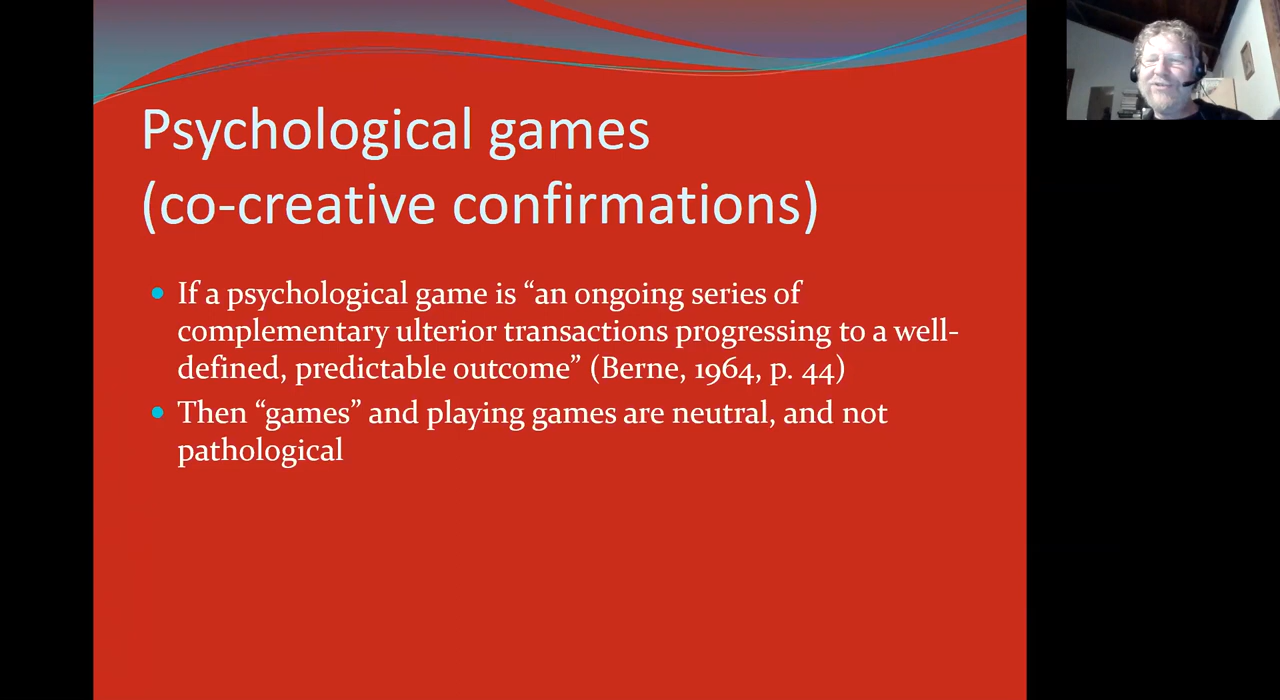 Psychological games
(co-creative confirmations)
If a psychological game is “an ongoing series of
complementary ulterior transactions progressing to a well-
defined, predictable outcome” (Berne, 1964, p. 44)
Then “games” and playing games are neutral, and not
pathological